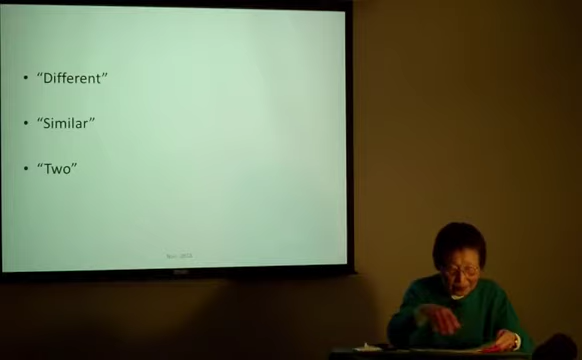 • “Different”
• “Similar”
• “Two”